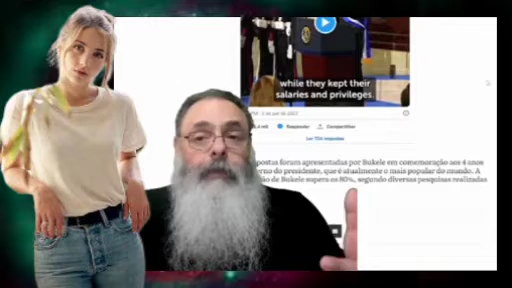 while they kept their
salaries and privileges.
Responder
Compartilhar
Ler 704 respostas
postas foram apresentadas por Bukele em comemoração aos 4 anos
erno do presidente, que é atualmente o mais popular do mundo. A
ão de Bukele supera os 80%, segundo diversas pesquisas realizadas